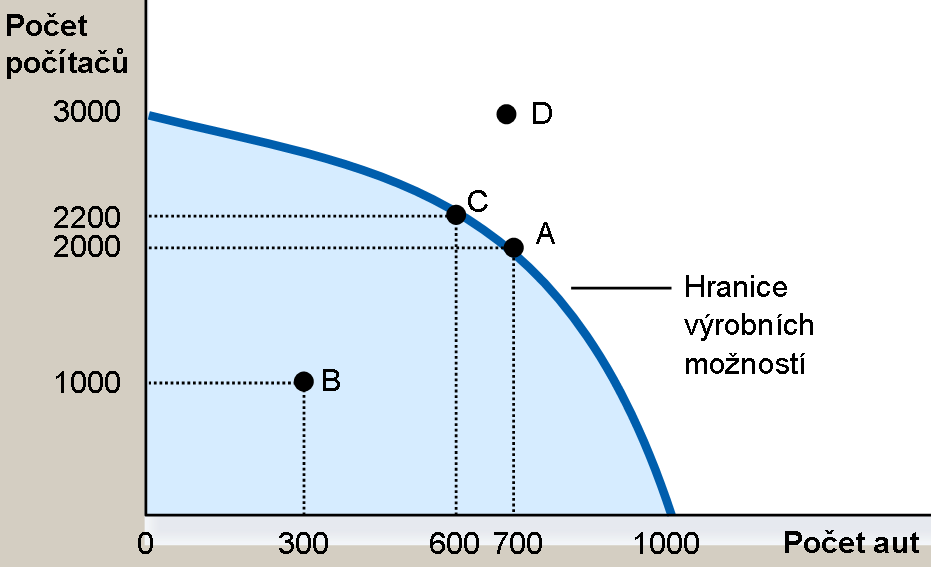 Počet
počítačů
3000
D
C
2200
A
2000
Hranice
výrobních
možností
1000
B
0
300
600
700
1000
Počet aut